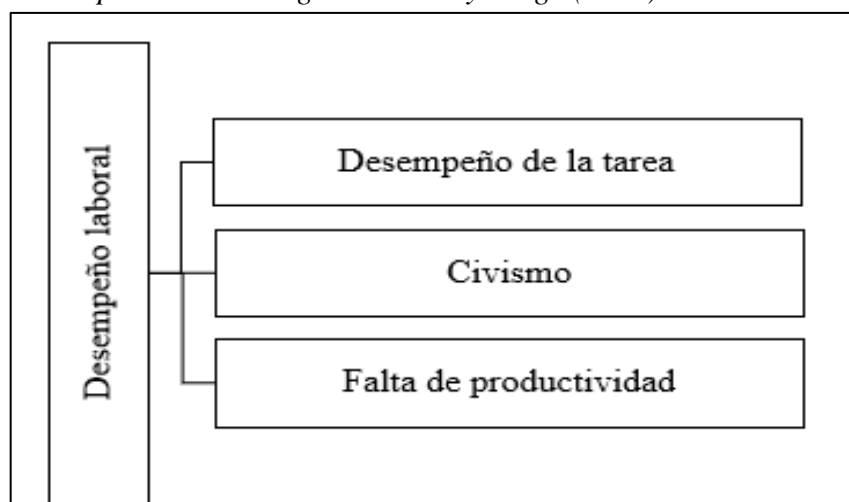 Desempeño laboral
Desempeño de la tarea
Civismo
Falta de productividad